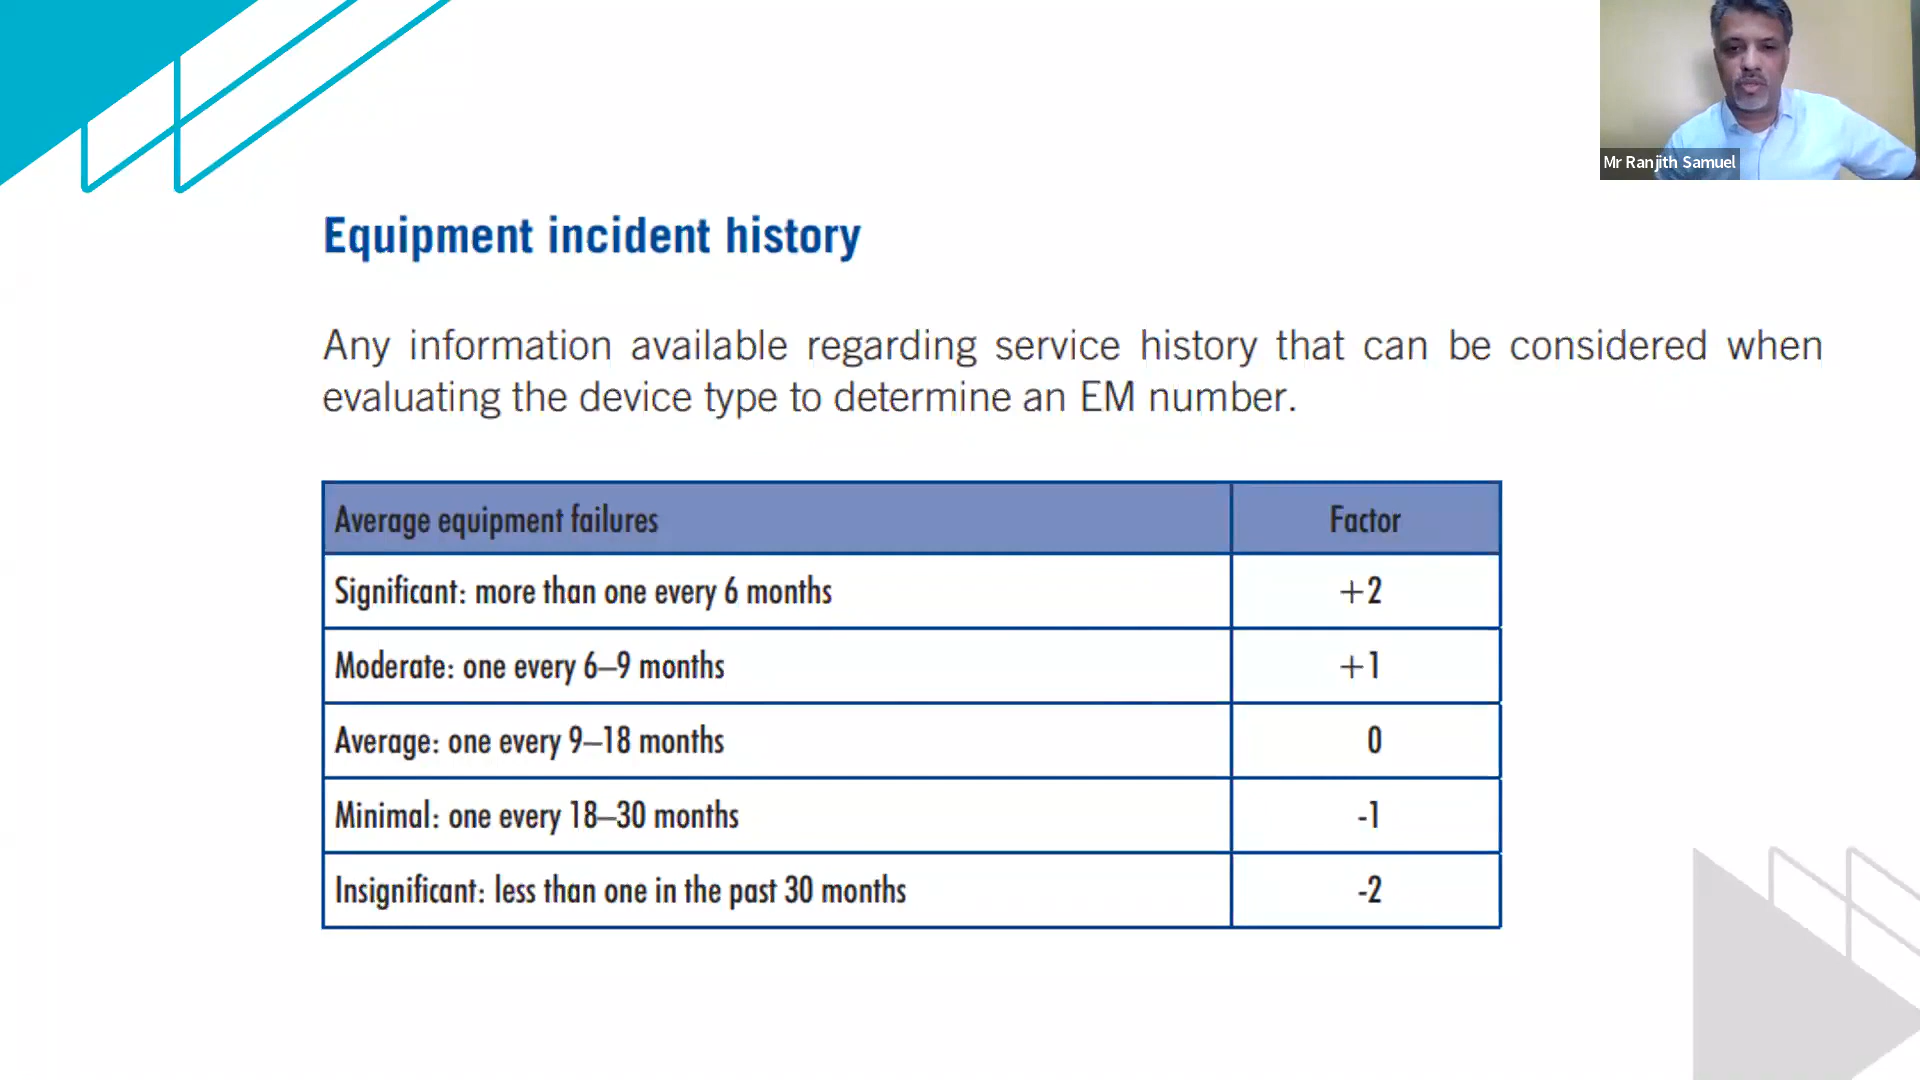 Mr Ranjith Samuel
Equipment incident history
Any information available regarding service history that can be considered when
evaluating the device type to determine an EM number.
Average equipment failures Factor
Significant: more than one every 6 months +2
Moderate: one every 6–9 months +1
Average: one every 9–18 months 0
Minimal: one every 18–30 months -1
Insignificant: less than one in the past 30 months -2